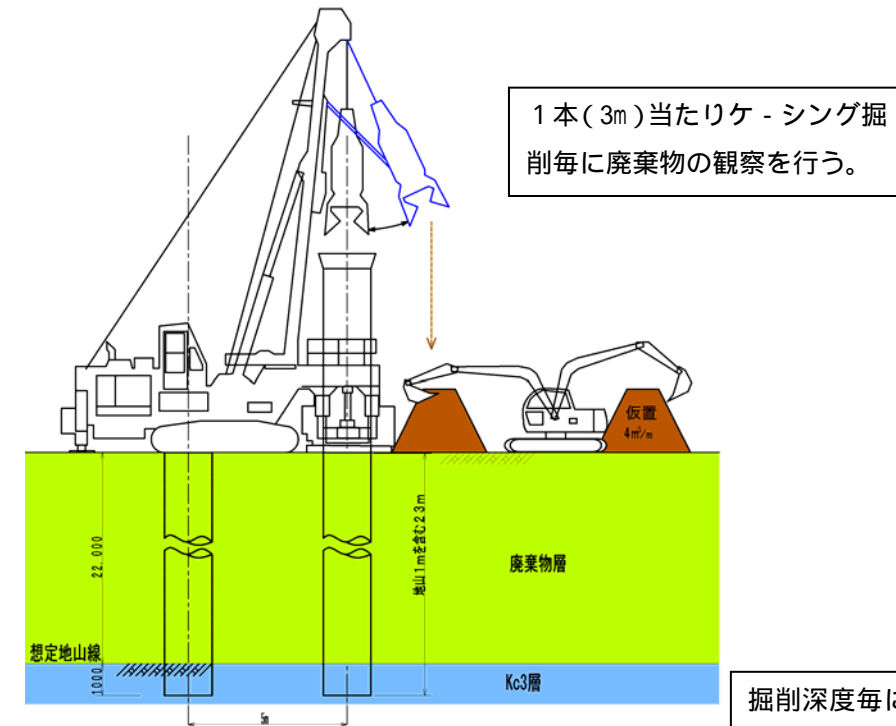 1本(3m)当たりケ-シング掘
削毎に廃棄物の観察を行う。
仮置
4m³/m
22.000
地山1mを含む23m
廃棄物層
想定地山線
1000
Kc3層
5m
掘削深度毎に